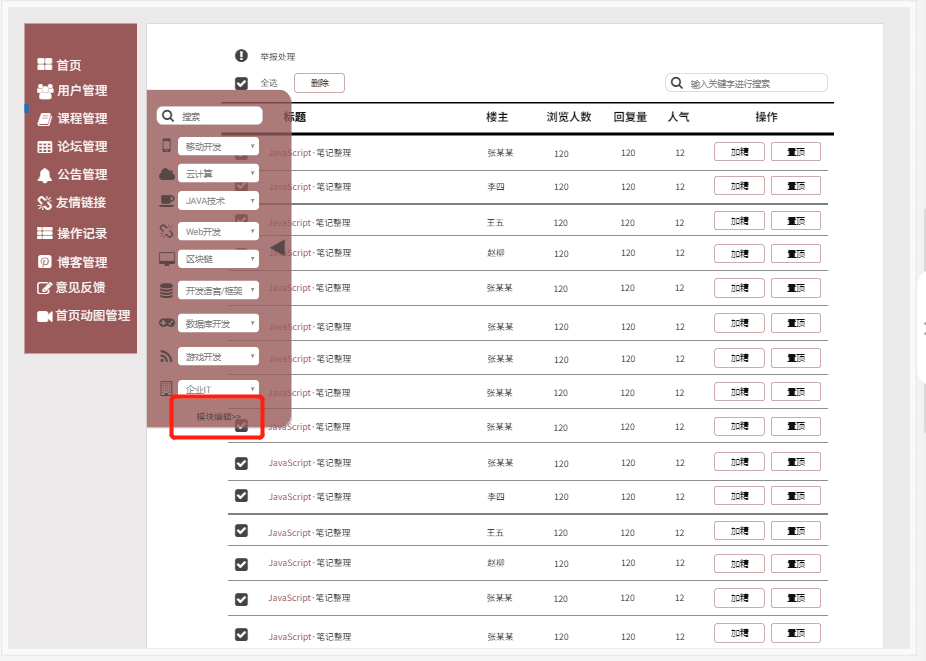 首页
用户管理
课程管理
论坛管理
公告管理
友情链接
操作记录
博客管理
意见反馈
首页动图管理
举报处理
全选 删除 输入关键字进行搜索
搜索
移动开发
云计算
JAVA技术
Web开发
区块链
开发语言/框架
数据库开发
游戏开发
企业IT
模块编辑>>
标题 楼主 浏览人数 回复量 人气 操作
JavaScript·笔记整理 张某某 120 120 12 加精 置顶
JavaScript·笔记整理 李四 120 120 12 加精 置顶
JavaScript·笔记整理 王五 120 120 12 加精 置顶
JavaScript·笔记整理 赵柳 120 120 12 加精 置顶
JavaScript·笔记整理 张某某 120 120 12 加精 置顶
JavaScript·笔记整理 张某某 120 120 12 加精 置顶
JavaScript·笔记整理 张某某 120 120 12 加精 置顶
JavaScript·笔记整理 张某某 120 120 12 加精 置顶
JavaScript·笔记整理 张某某 120 120 12 加精 置顶
JavaScript·笔记整理 张某某 120 120 12 加精 置顶
JavaScript·笔记整理 李四 120 120 12 加精 置顶
JavaScript·笔记整理 王五 120 120 12 加精 置顶
JavaScript·笔记整理 赵柳 120 120 12 加精 置顶
JavaScript·笔记整理 张某某 120 120 12 加精 置顶
JavaScript·笔记整理 张某某 120 120 12 加精 置顶